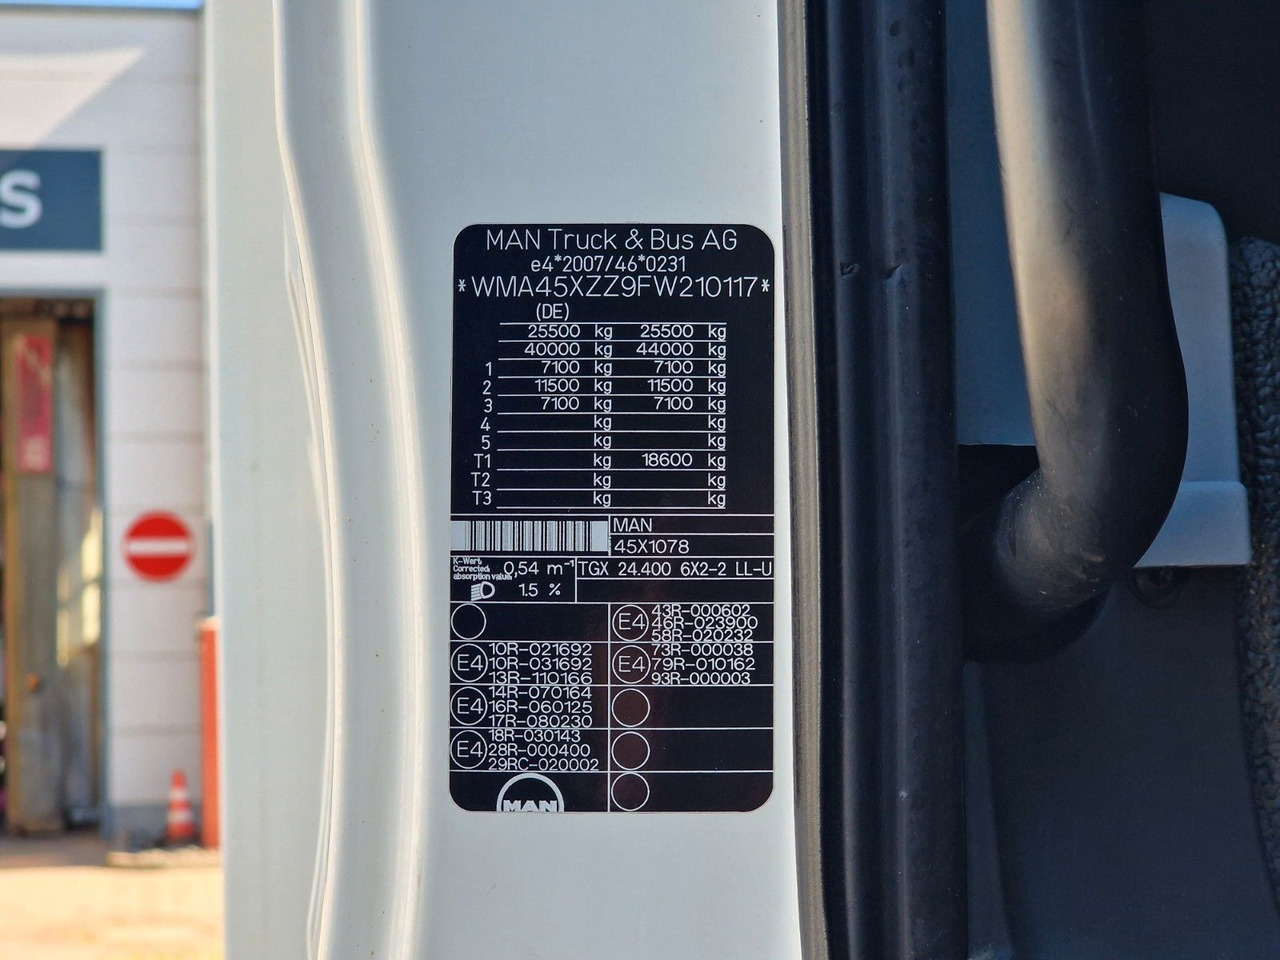 S
MAN Truck & Bus AG
e4*2007/46*0231
*WMA45XZZ9FW210117*
(DE)
25500 kg 25500 kg
40000 kg 44000 kg
1 7100 kg 7100 kg
2 11500 kg 11500 kg
3 7100 kg 7100 kg
4 kg kg
5 kg kg
T1 kg 18600 kg
T2 kg kg
T3 kg kg
MAN
45X1078
K-Wert,
Corrected
absorption value,
0,54 m⁻¹
TGX 24.400 6X2-2 LL-U
1.5 %
E4 43R-000602
46R-023900
58R-020232
E4 10R-021692
10R-031692
13R-110166
E4 73R-000038
79R-010162
93R-000003
E4 14R-070164
16R-060125
17R-080230
E4 18R-030143
28R-000400
29RC-020002
MAN